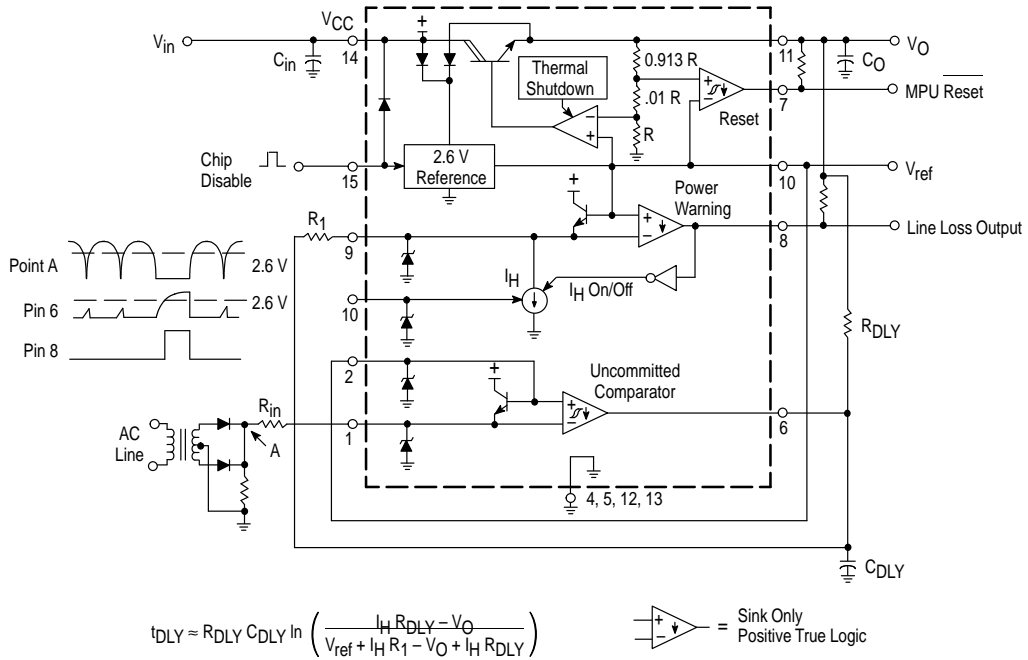 Vin
VCC
14
Cin
+
0.913 R
.01 R
R
Thermal
Shutdown
−
+
+
−
Reset
11
CO
VO
7
MPU Reset
Chip
Disable
15
2.6 V
Reference
10
Vref
+
Power
Warning
+
−
8
Line Loss Output
R1
9
Point A
2.6 V
Pin 6
2.6 V
Pin 8
IH
IH On/Off
10
RDLY
2
+
Uncommitted
Comparator
+
−
6
AC
Line
Rin
A
1
4, 5, 12, 13
CDLY
tDLY ≈ RDLY CDLY ln ( IH RDLY − VO / Vref + IH R1 − VO + IH RDLY )
+
−
=
Sink Only
Positive True Logic